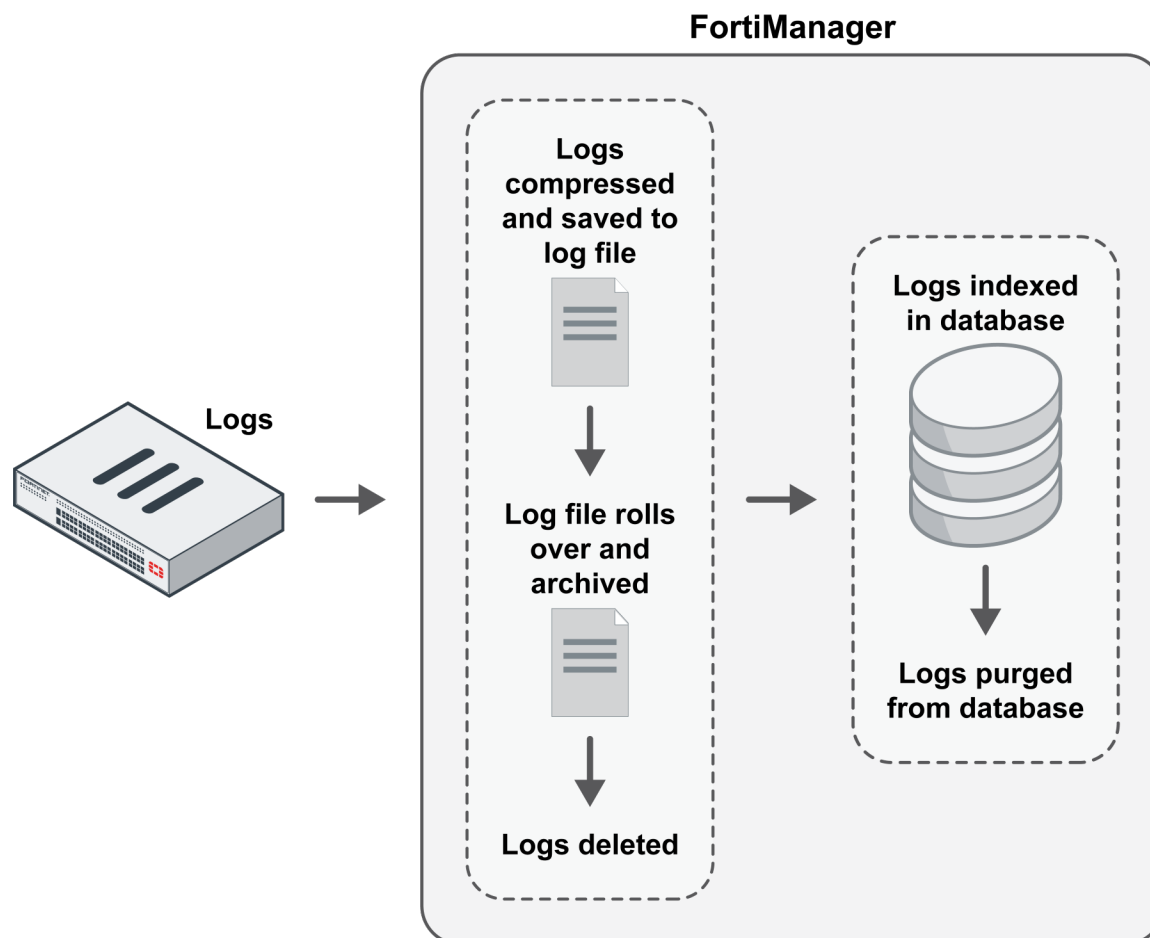 FortiManager
Logs
compressed
and saved to
log file
Logs indexed
in database
Logs
FORTINET
Log file rolls
over and
archived
Logs purged
from database
Logs deleted